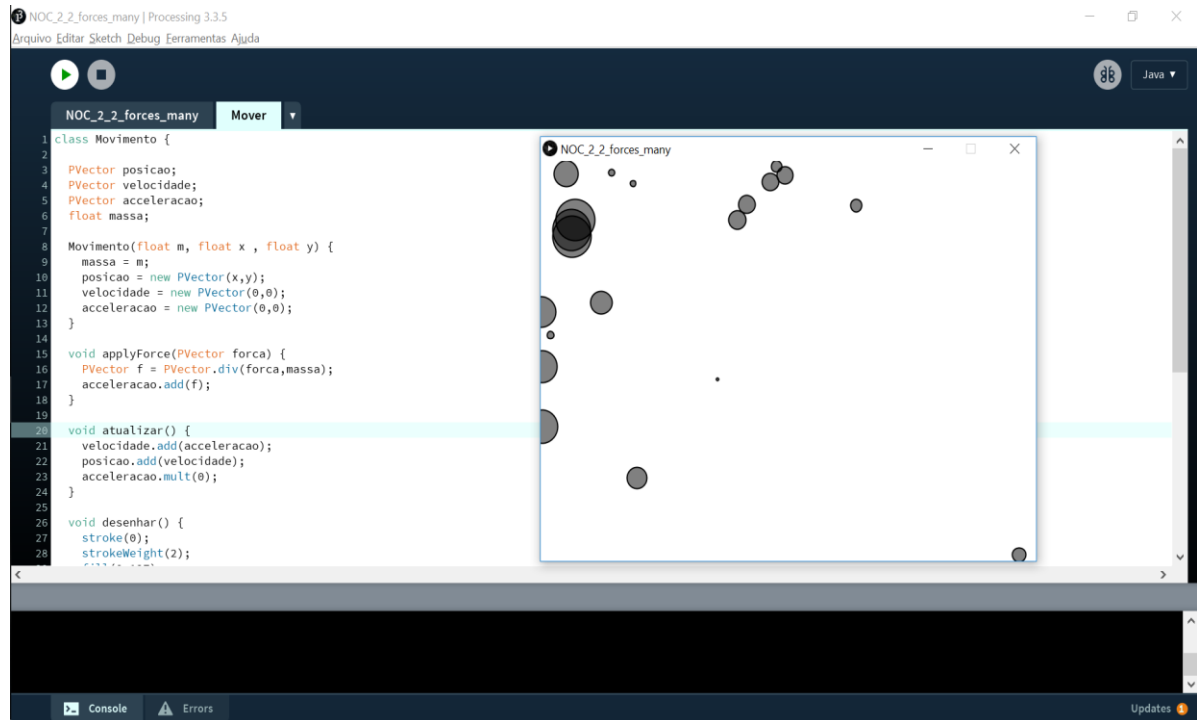 NOC_2_2_forces_many | Processing 3.3.5
Arquivo Editar Sketch Debug Ferramentas Ajuda
Java ▼
NOC_2_2_forces_many Mover ▼
1 class Movimento {
2
3 PVector posicao;
4 PVector velocidade;
5 PVector acceleracao;
6 float massa;
7
8 Movimento(float m, float x , float y) {
9 massa = m;
10 posicao = new PVector(x,y);
11 velocidade = new PVector(0,0);
12 acceleracao = new PVector(0,0);
13 }
14
15 void applyForce(PVector forca) {
16 PVector f = PVector.div(forca,massa);
17 acceleracao.add(f);
18 }
19
20 void atualizar() {
21 velocidade.add(acceleracao);
22 posicao.add(velocidade);
23 acceleracao.mult(0);
24 }
25
26 void desenhar() {
27 stroke(0);
28 strokeWeight(2);
NOC_2_2_forces_many
Console Errors
Updates 1